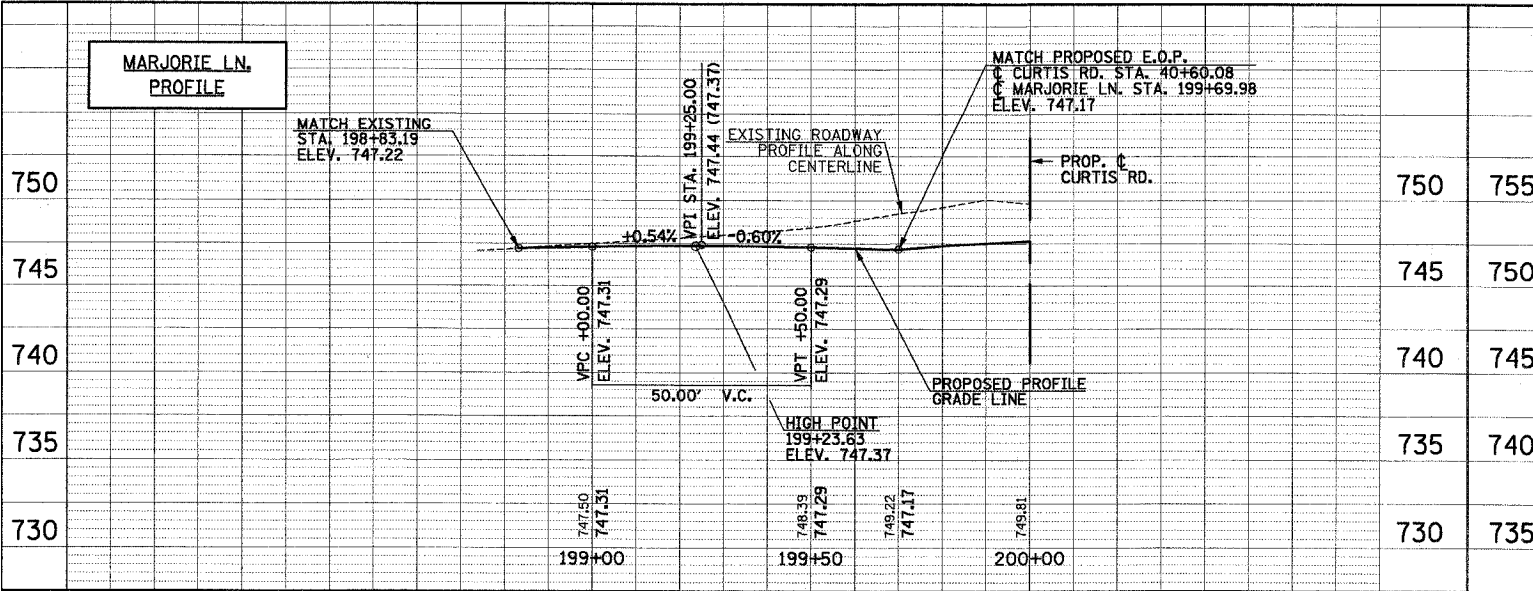 MARJORIE LN.
PROFILE
MATCH EXISTING
STA. 198+83.19
ELEV. 747.22
VPI STA. 199+25.00
ELEV. 747.44 (747.37)
EXISTING ROADWAY
PROFILE ALONG
CENTERLINE
MATCH PROPOSED E.O.P.
℄ CURTIS RD. STA. 40+60.08
℄ MARJORIE LN. STA. 199+69.98
ELEV. 747.17
PROP. ℄
CURTIS RD.
+0.54%
-0.60%
VPC +00.00
ELEV. 747.31
VPT +50.00
ELEV. 747.29
50.00' V.C.
HIGH POINT
199+23.63
ELEV. 747.37
PROPOSED PROFILE
GRADE LINE
750
745
740
735
730
750 755
745 750
740 745
735 740
730 735
747.50
747.31
748.39
747.29
749.22
747.17
749.81
199+00
199+50
200+00